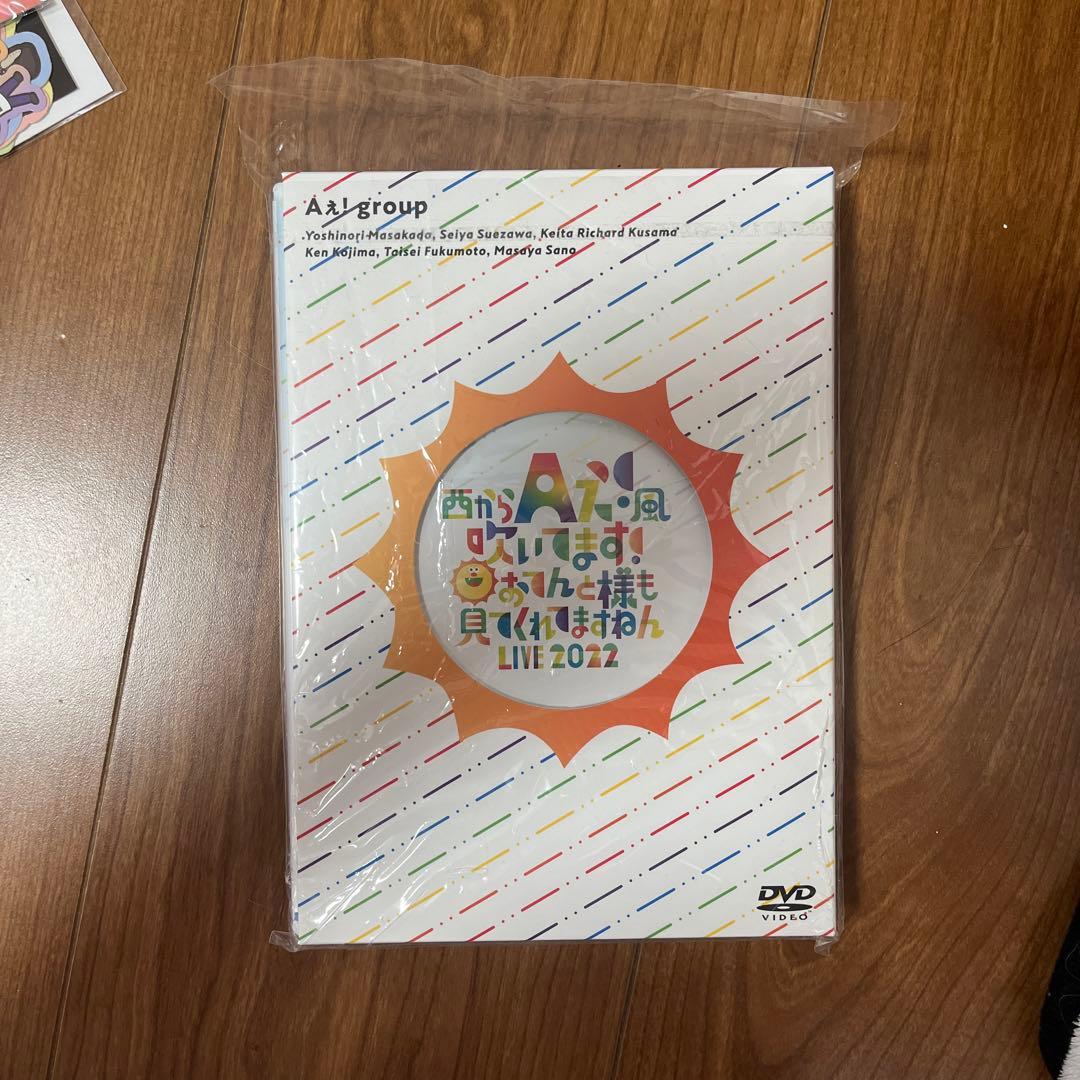 Aぇ! group
Yoshinori Masakado, Seiya Suezawa, Keita Richard Kusama
Ken Kojima, Taisei Fukumoto, Masaya Sano
西からAぇ風
吹いてます!
おてんと様も
見てくれてますねん
LIVE 2022
DVD
VIDEO